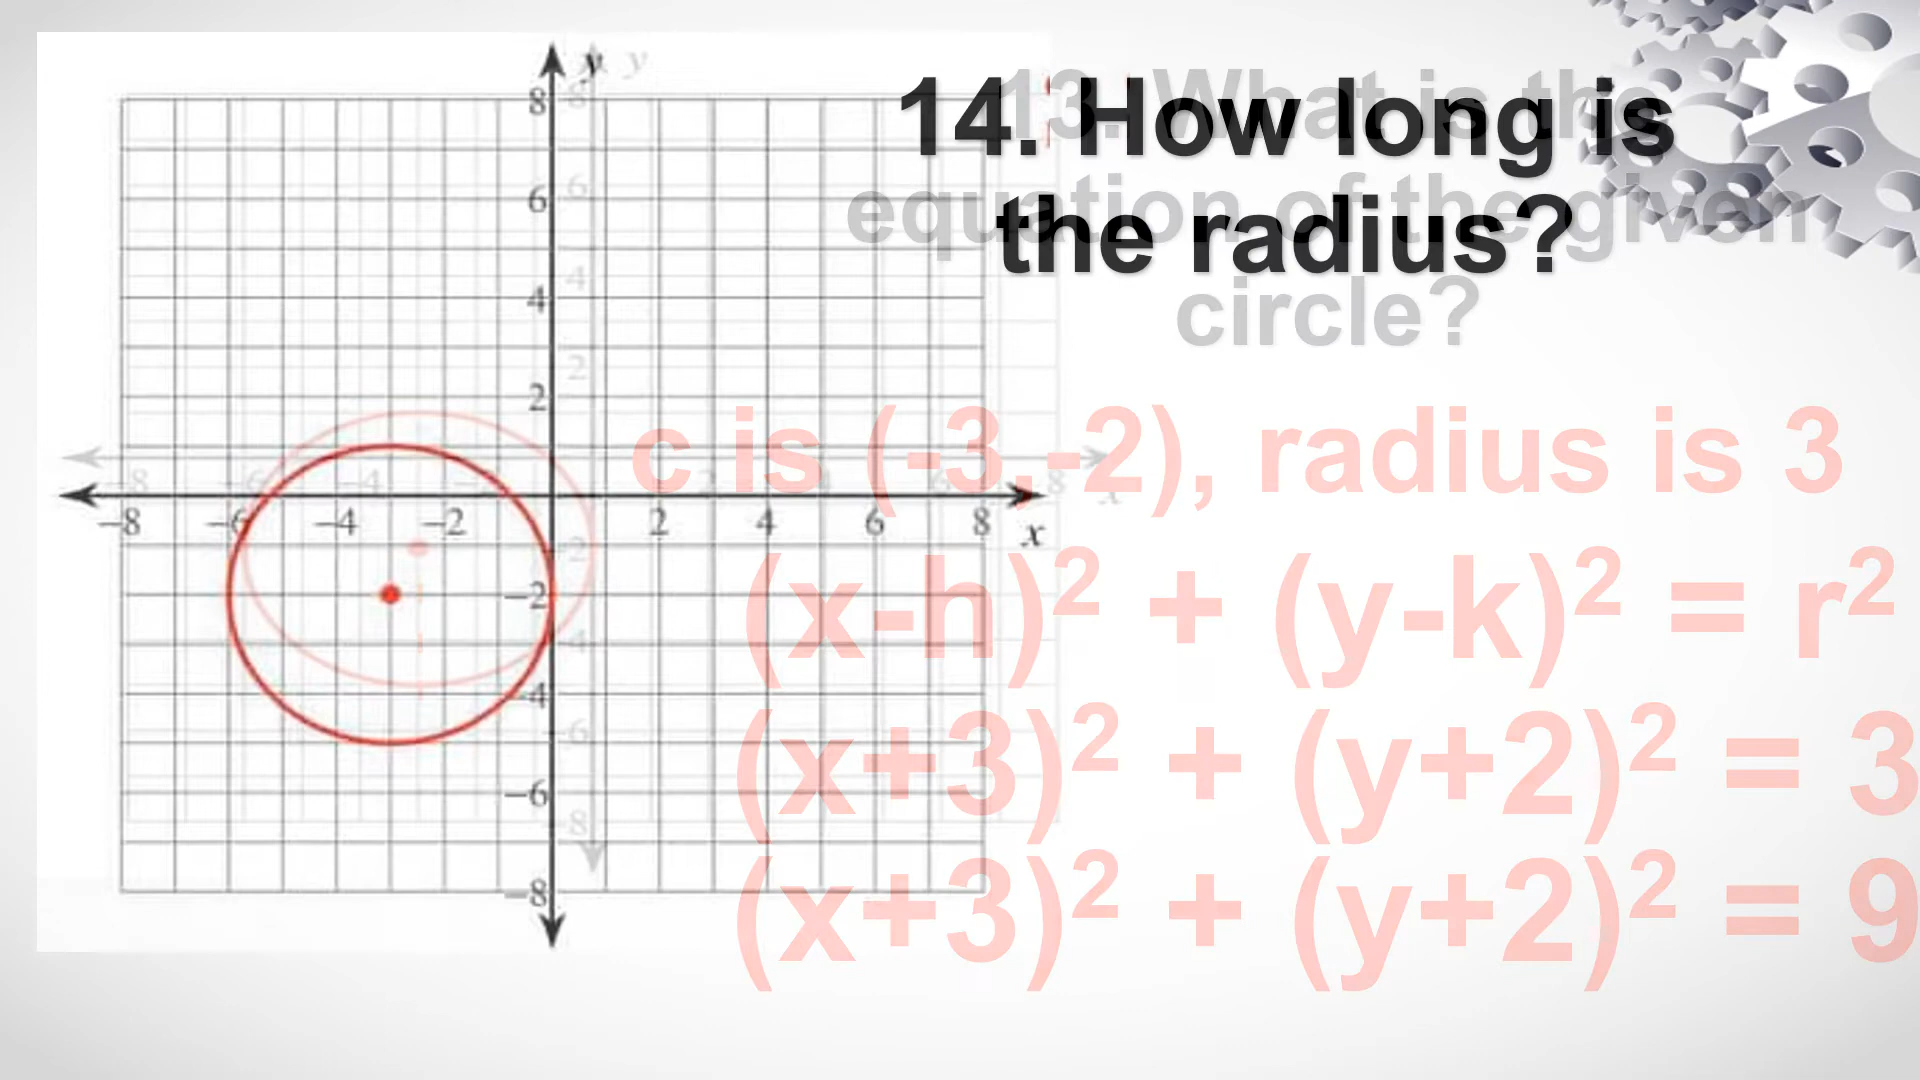 14. How long is
the radius?
13. What is the
equation of the given
circle?
c is (-3,-2), radius is 3
(x-h)² + (y-k)² = r²
(x+3)² + (y+2)² = 3
(x+3)² + (y+2)² = 9
y
y
8
6
4
2
−8 −6 −4 −2 2 4 6 8
x
−2
−4
−6
−8